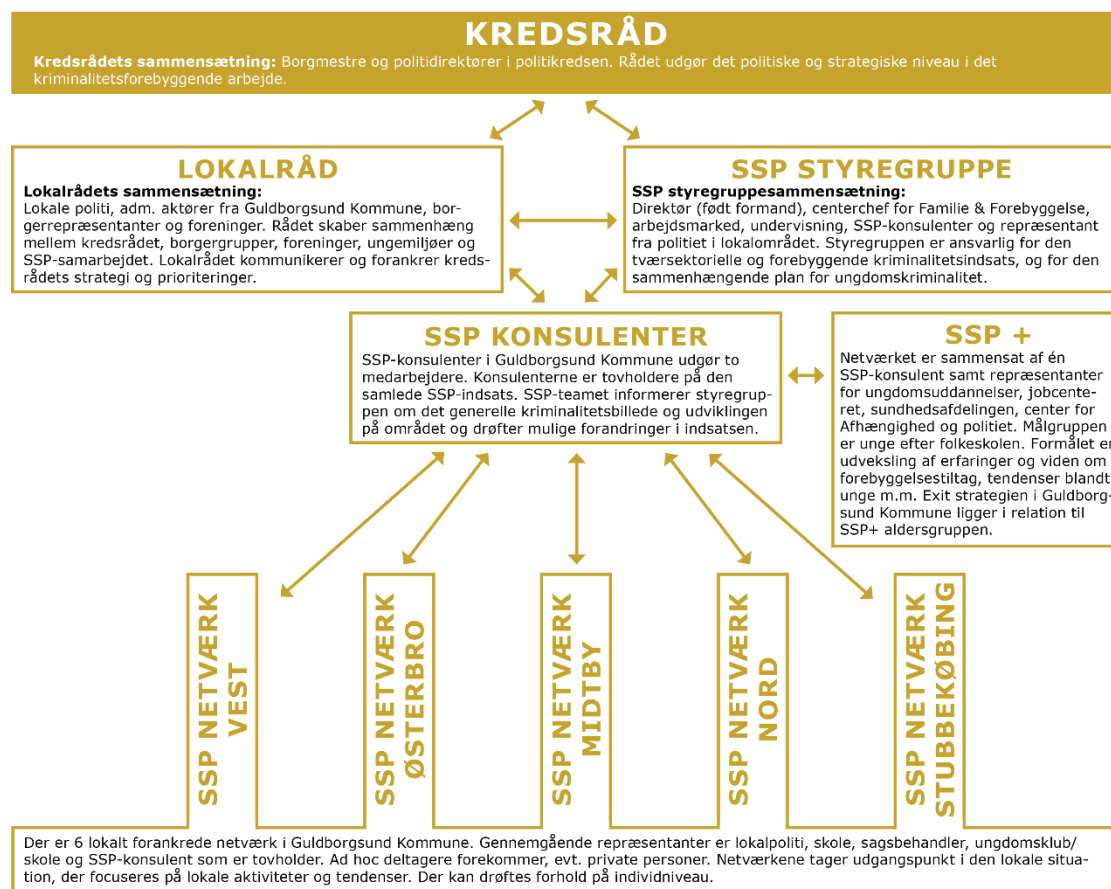 KREDSRÅD
Kredsrådets sammensætning: Borgmestre og politidirektører i politikredsen. Rådet udgør det politiske og strategiske niveau i det
kriminalitetsforebyggende arbejde.
LOKALRÅD
Lokalrådets sammensætning:
Lokale politi, adm. aktører fra Guldborgsund Kommune, bor-
gerrepræsentanter og foreninger. Rådet skaber sammenhæng
mellem kredsrådet, borgergrupper, foreninger, ungemiljøer og
SSP-samarbejdet. Lokalrådet kommunikerer og forankrer kreds-
rådets strategi og prioriteringer.
SSP STYREGRUPPE
SSP styregruppesammensætning:
Direktør (født formand), centerchef for Familie & Forebyggelse,
arbejdsmarked, undervisning, SSP-konsulenter og repræsentant
fra politiet i lokalområdet. Styregruppen er ansvarlig for den
tværsektorielle og forebyggende kriminalitetsindsats, og for den
sammenhængende plan for ungdomskriminalitet.
SSP KONSULENTER
SSP-konsulenter i Guldborgsund Kommune udgør to
medarbejdere. Konsulenterne er tovholdere på den
samlede SSP-indsats. SSP-teamet informerer styregrup-
pen om det generelle kriminalitetsbillede og udviklingen
på området og drøfter mulige forandringer i indsatsen.
SSP +
Netværket er sammensat af én
SSP-konsulent samt repræsentanter
for ungdomsuddannelser, jobcente-
ret, sundhedsafdelingen, center for
Afhængighed og politiet. Målgruppen
er unge efter folkeskolen. Formålet er
udveksling af erfaringer og viden om
forebyggelsestiltag, tendenser blandt
unge m.m. Exit strategien i Guldborg-
sund Kommune ligger i relation til
SSP+ aldersgruppen.
SSP NETVÆRK
VEST
SSP NETVÆRK
ØSTERBRO
SSP NETVÆRK
MIDTBY
SSP NETVÆRK
NORD
SSP NETVÆRK
STUBBEKØBING
Der er 6 lokalt forankrede netværk i Guldborgsund Kommune. Gennemgående repræsentanter er lokalpoliti, skole, sagsbehandler, ungdomsklub/
skole og SSP-konsulent som er tovholder. Ad hoc deltagere forekommer, evt. private personer. Netværkene tager udgangspunkt i den lokale situa-
tion, der focuseres på lokale aktiviteter og tendenser. Der kan drøftes forhold på individniveau.